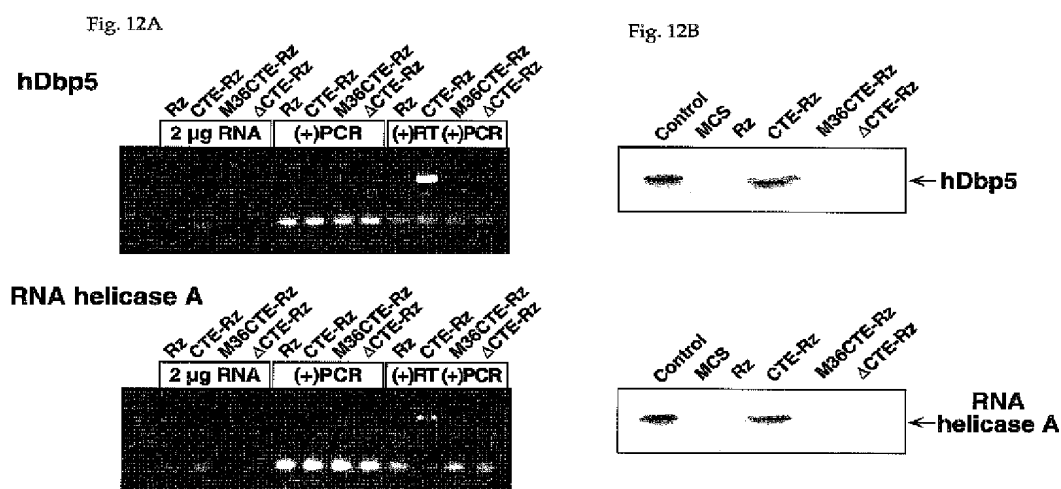 Fig. 12A
hDbp5
Rz CTE-Rz M36CTE-Rz ΔCTE-Rz Rz CTE-Rz M36CTE-Rz ΔCTE-Rz Rz CTE-Rz M36CTE-Rz ΔCTE-Rz
2 µg RNA (+)PCR (+)RT (+)PCR
RNA helicase A
Rz CTE-Rz M36CTE-Rz ΔCTE-Rz Rz CTE-Rz M36CTE-Rz ΔCTE-Rz Rz CTE-Rz M36CTE-Rz ΔCTE-Rz
2 µg RNA (+)PCR (+)RT (+)PCR
Fig. 12B
Control MCS Rz CTE-Rz M36CTE-Rz ΔCTE-Rz
hDbp5
Control MCS Rz CTE-Rz M36CTE-Rz ΔCTE-Rz
RNA
helicase A